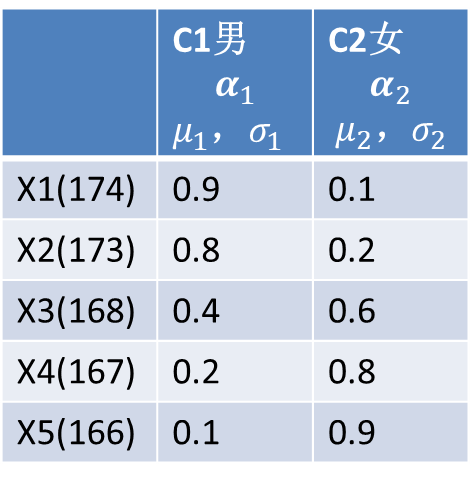 C1男 C2女
α₁ α₂
μ₁，σ₁ μ₂，σ₂
X1(174) 0.9 0.1
X2(173) 0.8 0.2
X3(168) 0.4 0.6
X4(167) 0.2 0.8
X5(166) 0.1 0.9